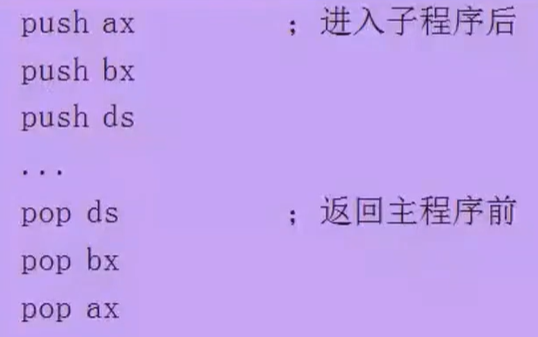 push ax ；进入子程序后
push bx
push ds
...
pop ds ；返回主程序前
pop bx
pop ax